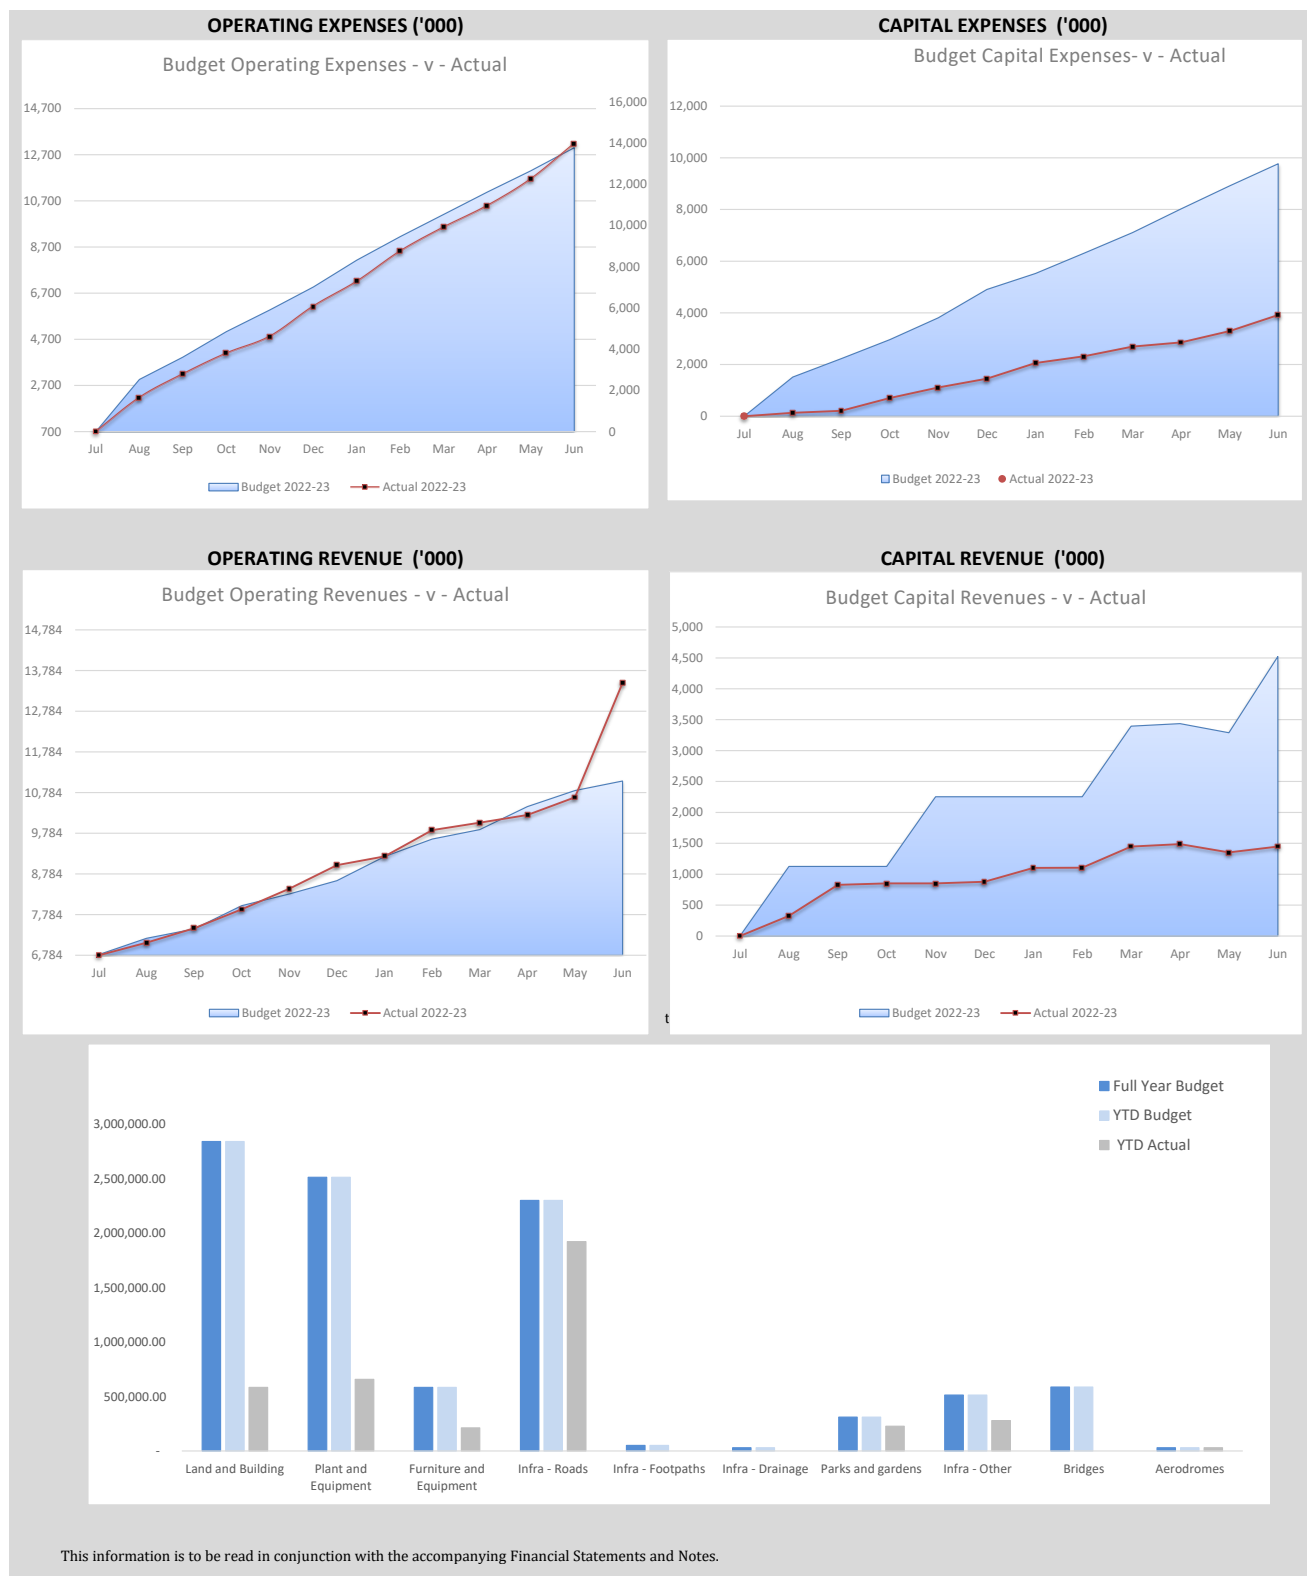 OPERATING EXPENSES ('000)
Budget Operating Expenses - v - Actual
14,700
12,700
10,700
8,700
6,700
4,700
2,700
700
16,000
14,000
12,000
10,000
8,000
6,000
4,000
2,000
0
Jul Aug Sep Oct Nov Dec Jan Feb Mar Apr May Jun
Budget 2022-23 Actual 2022-23
CAPITAL EXPENSES ('000)
Budget Capital Expenses- v - Actual
12,000
10,000
8,000
6,000
4,000
2,000
0
Jul Aug Sep Oct Nov Dec Jan Feb Mar Apr May Jun
Budget 2022-23 Actual 2022-23
OPERATING REVENUE ('000)
Budget Operating Revenues - v - Actual
14,784
13,784
12,784
11,784
10,784
9,784
8,784
7,784
6,784
Jul Aug Sep Oct Nov Dec Jan Feb Mar Apr May Jun
Budget 2022-23 Actual 2022-23
CAPITAL REVENUE ('000)
Budget Capital Revenues - v - Actual
5,000
4,500
4,000
3,500
3,000
2,500
2,000
1,500
1,000
500
0
Jul Aug Sep Oct Nov Dec Jan Feb Mar Apr May Jun
Budget 2022-23 Actual 2022-23
t
Full Year Budget
YTD Budget
YTD Actual
3,000,000.00
2,500,000.00
2,000,000.00
1,500,000.00
1,000,000.00
500,000.00
-
Land and Building Plant and Furniture and Infra - Roads Infra - Footpaths Infra - Drainage Parks and gardens Infra - Other Bridges Aerodromes
Equipment Equipment
This information is to be read in conjunction with the accompanying Financial Statements and Notes.